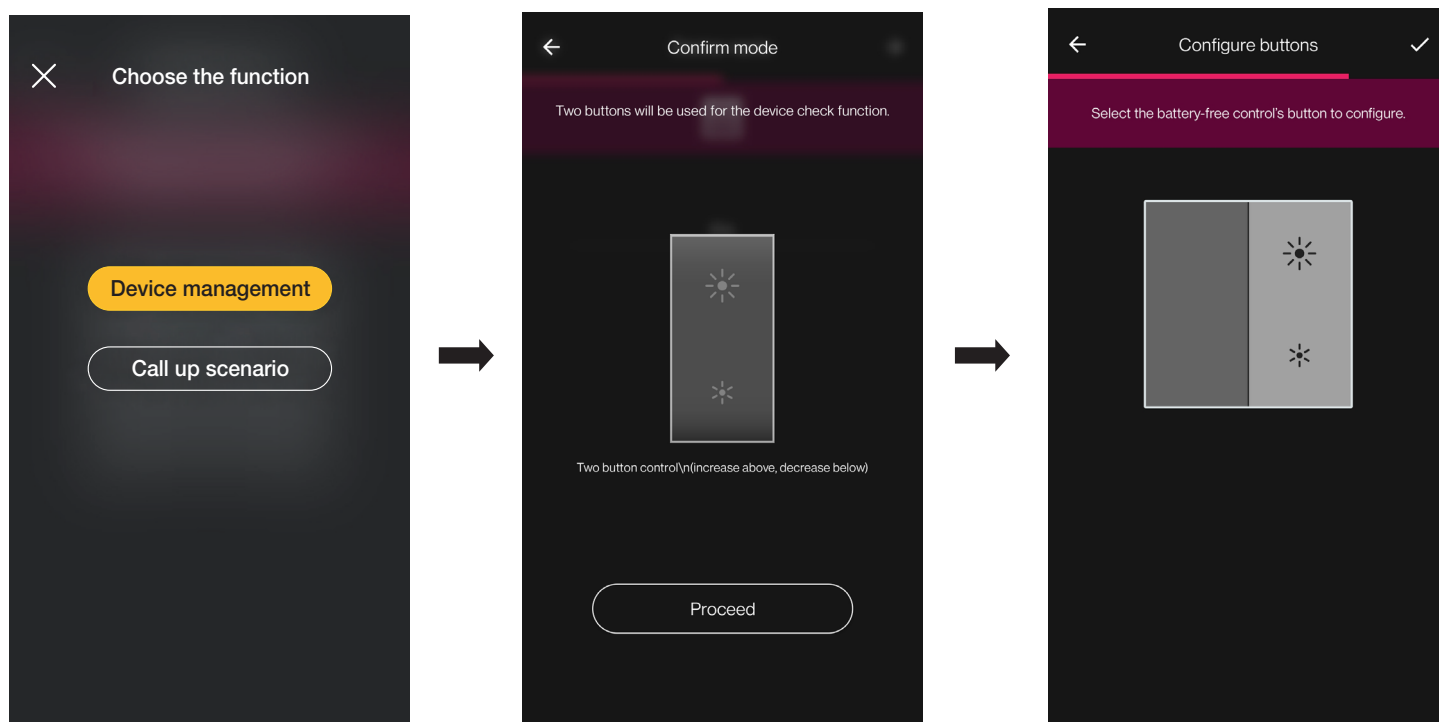 Choose the function
Device management
Call up scenario
Confirm mode
Two buttons will be used for the device check function.
Two button control\n(increase above, decrease below)
Proceed
Configure buttons
Select the battery-free control's button to configure.